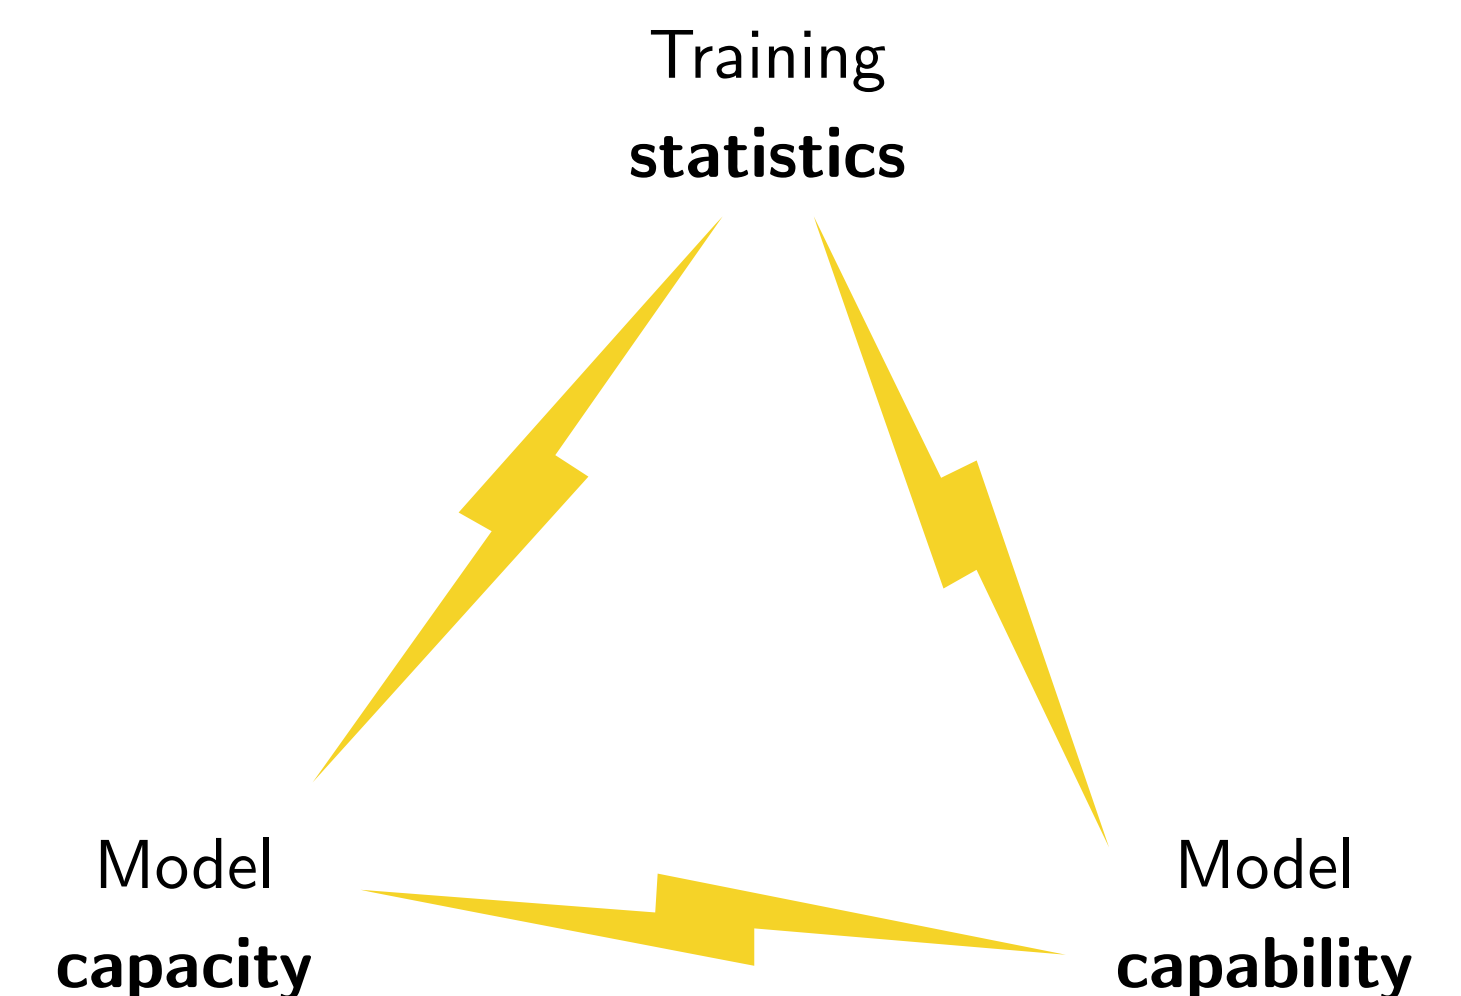 Training
statistics
Model
capacity
Model
capability